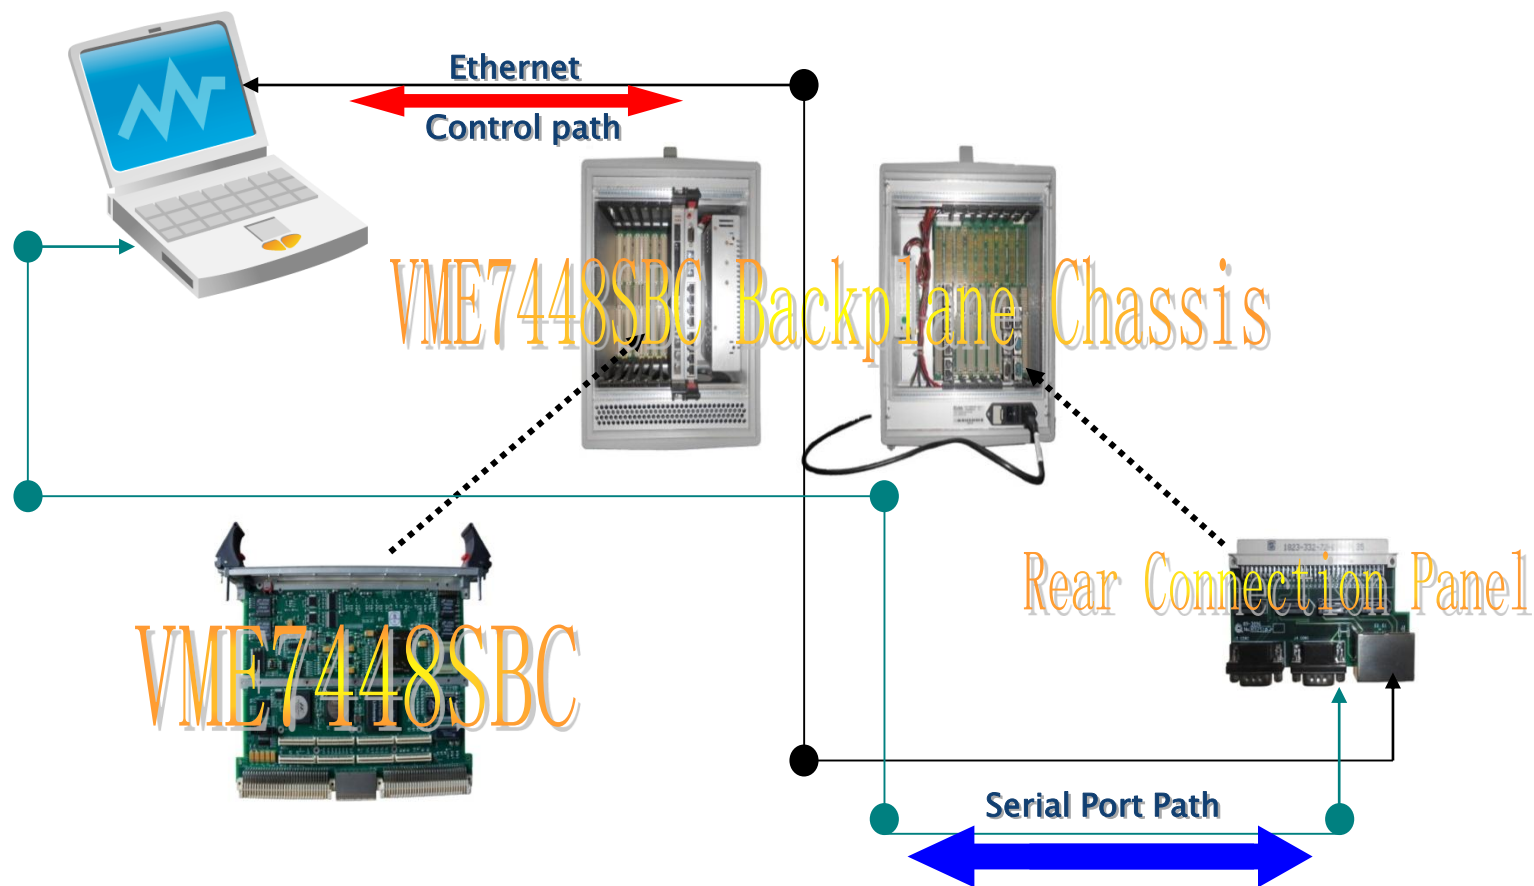 Ethernet
Control path
VME7448SBC Backplane Chassis
Rear Connection Panel
VME7448SBC
Serial Port Path